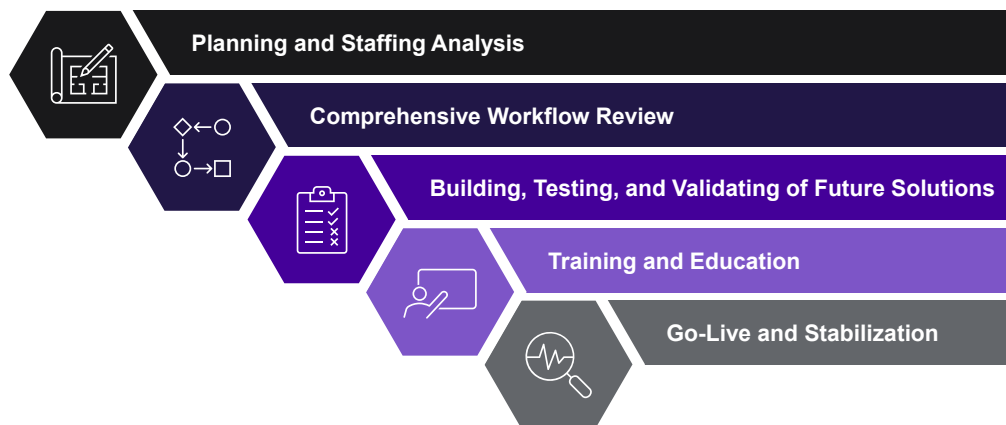 Planning and Staffing Analysis
Comprehensive Workflow Review
Building, Testing, and Validating of Future Solutions
Training and Education
Go-Live and Stabilization